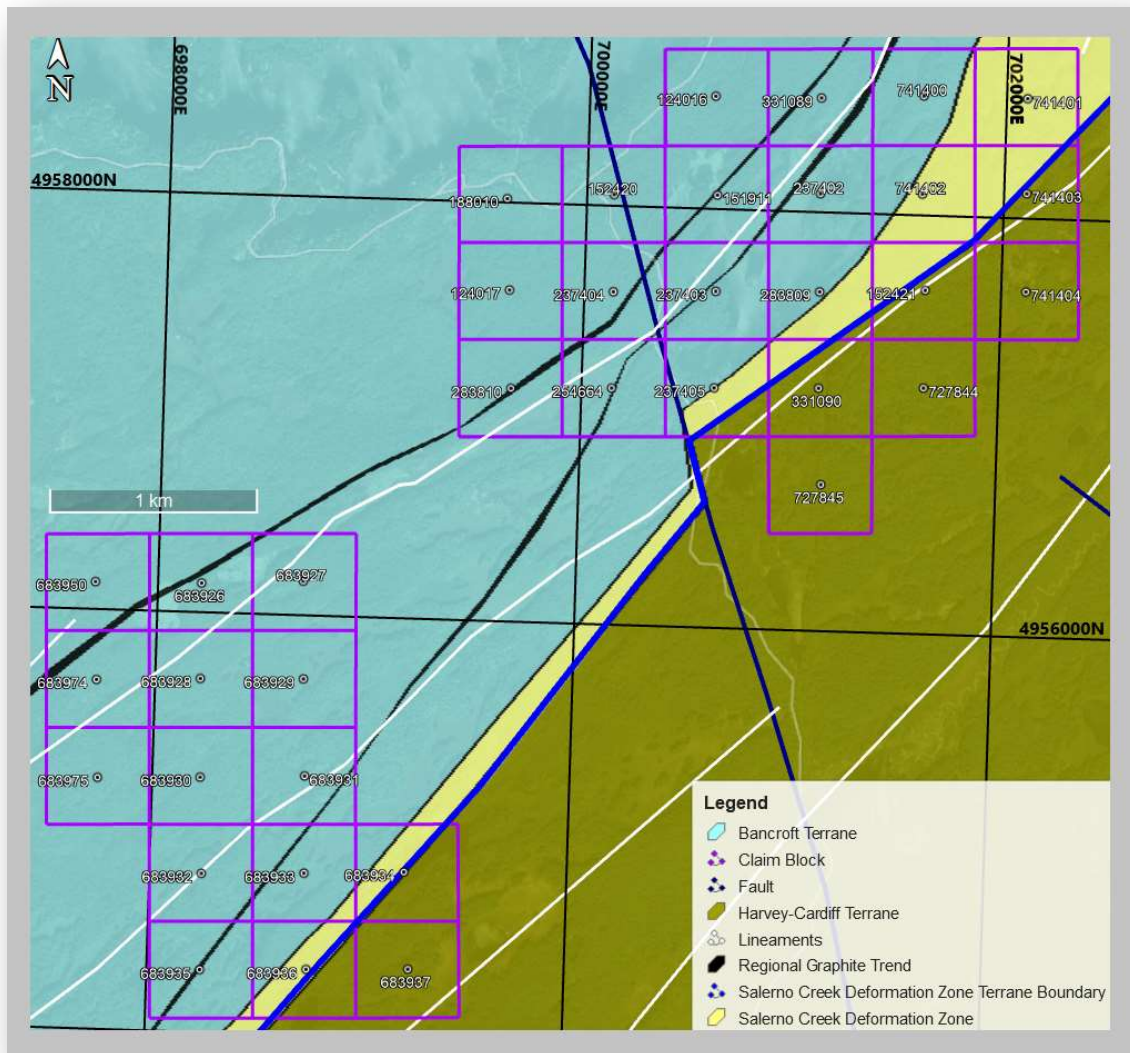 N
698000E
700000E
702000E
124016
331089
741400
741401
4958000N
188010
152420
151911
237402
741402
741403
124017
237404
237403
283809
152421
741404
283810
254664
237405
331090
727844
1 km
727845
683950
683926
683927
4956000N
683974
683928
683929
683975
683930
683931
683932
683933
683934
683935
683936
683937
Legend
Bancroft Terrane
Claim Block
Fault
Harvey-Cardiff Terrane
Lineaments
Regional Graphite Trend
Salerno Creek Deformation Zone Terrane Boundary
Salerno Creek Deformation Zone